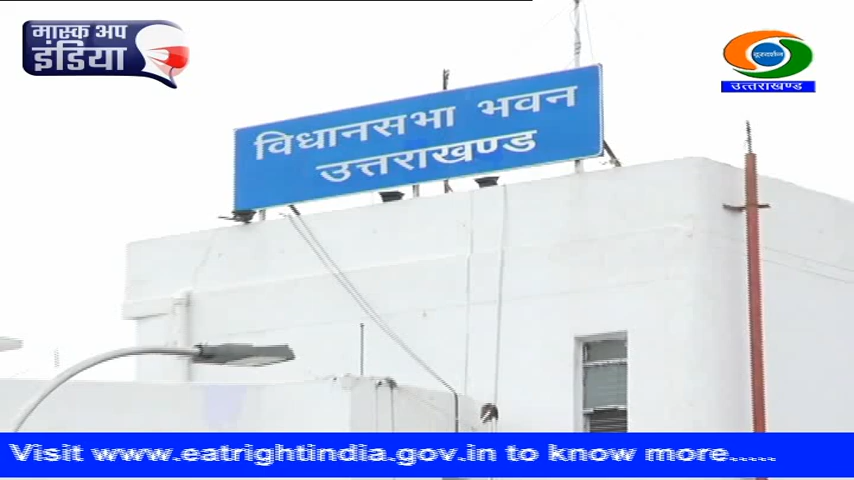 मास्क अप
इंडिया
दूरदर्शन
उत्तराखण्ड
विधानसभा भवन
उत्तराखण्ड
Visit www.eatrightindia.gov.in to know more.....